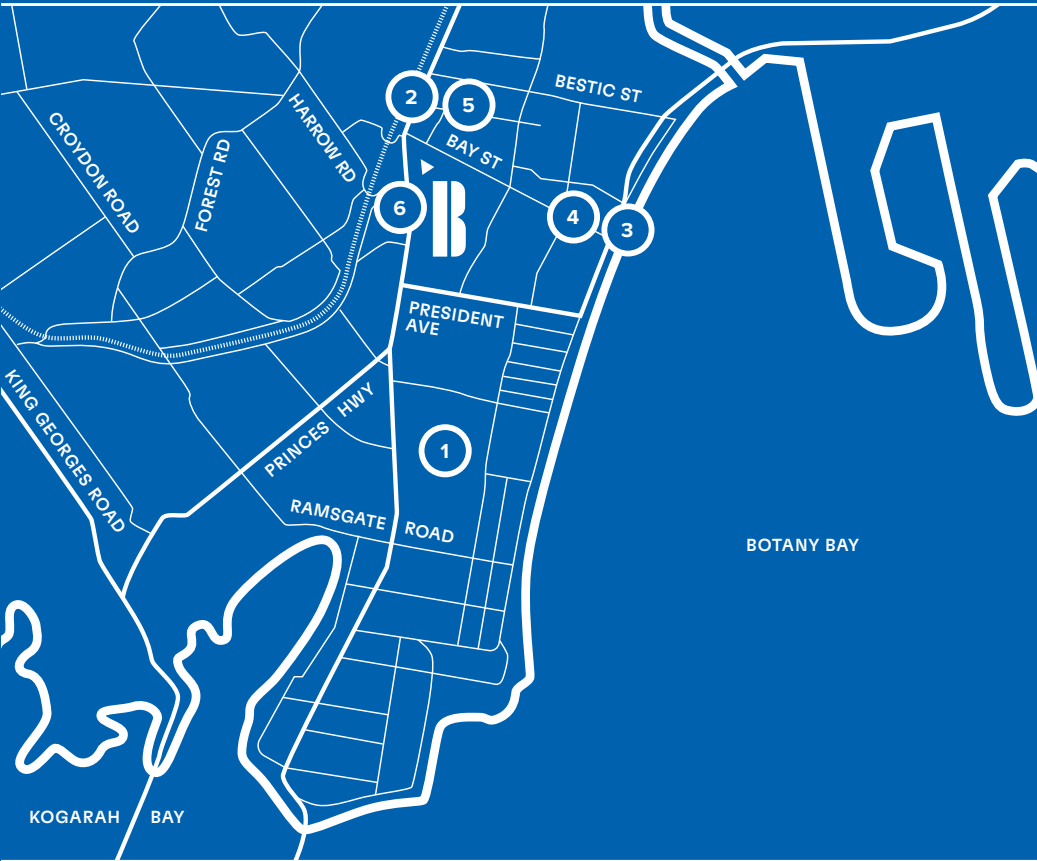 BESTIC ST
2
5
HARROW RD
CROYDON ROAD
FOREST RD
BAY ST
6
B
4
3
PRESIDENT
AVE
KING GEORGES ROAD
PRINCES HWY
1
RAMSGATE ROAD
BOTANY BAY
KOGARAH BAY